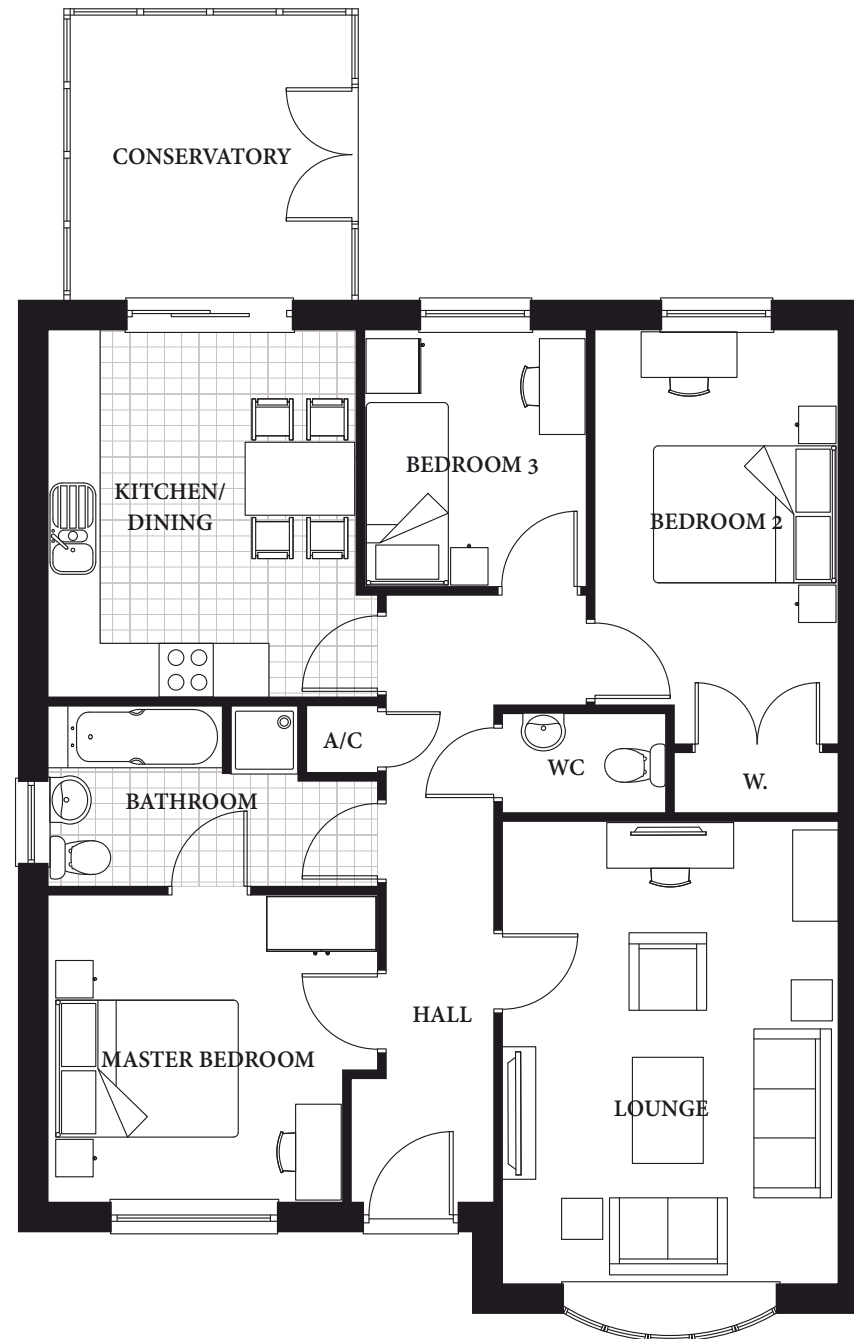 CONSERVATORY
KITCHEN/
DINING
BEDROOM 3
BEDROOM 2
A/C
WC
W.
BATHROOM
HALL
MASTER BEDROOM
LOUNGE